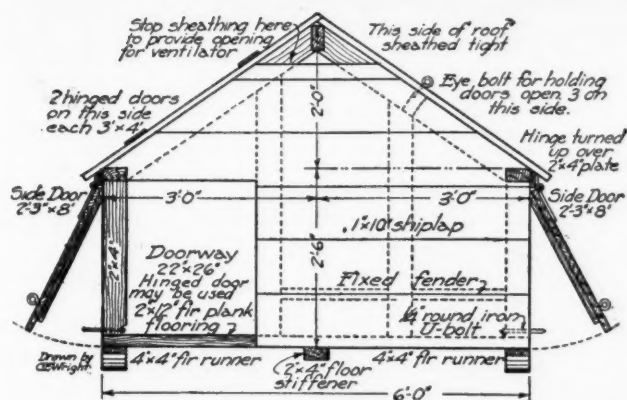 Stop sheathing here
to provide opening
for ventilator
This side of roof
sheathed tight
2 hinged doors
on this side
each 3'×4'
Eye bolt for holding
doors open 3 on
this side.
2'-0"
Hinge turned
up over
2"×4" plate
Side Door
2'-3"×8'
3'-0"
3'-0"
Side Door
2'-3"×8'
2"×4"
2'-6"
1"×10" shiplap
Doorway
22"×26"
Hinged door
may be used
2"×12" fir plank
flooring
Fixed fender
round iron
U-bolt
Drawn by
4"×4" fir runner
2"×4" floor
stiffener
4"×4" fir runner
6'-0"